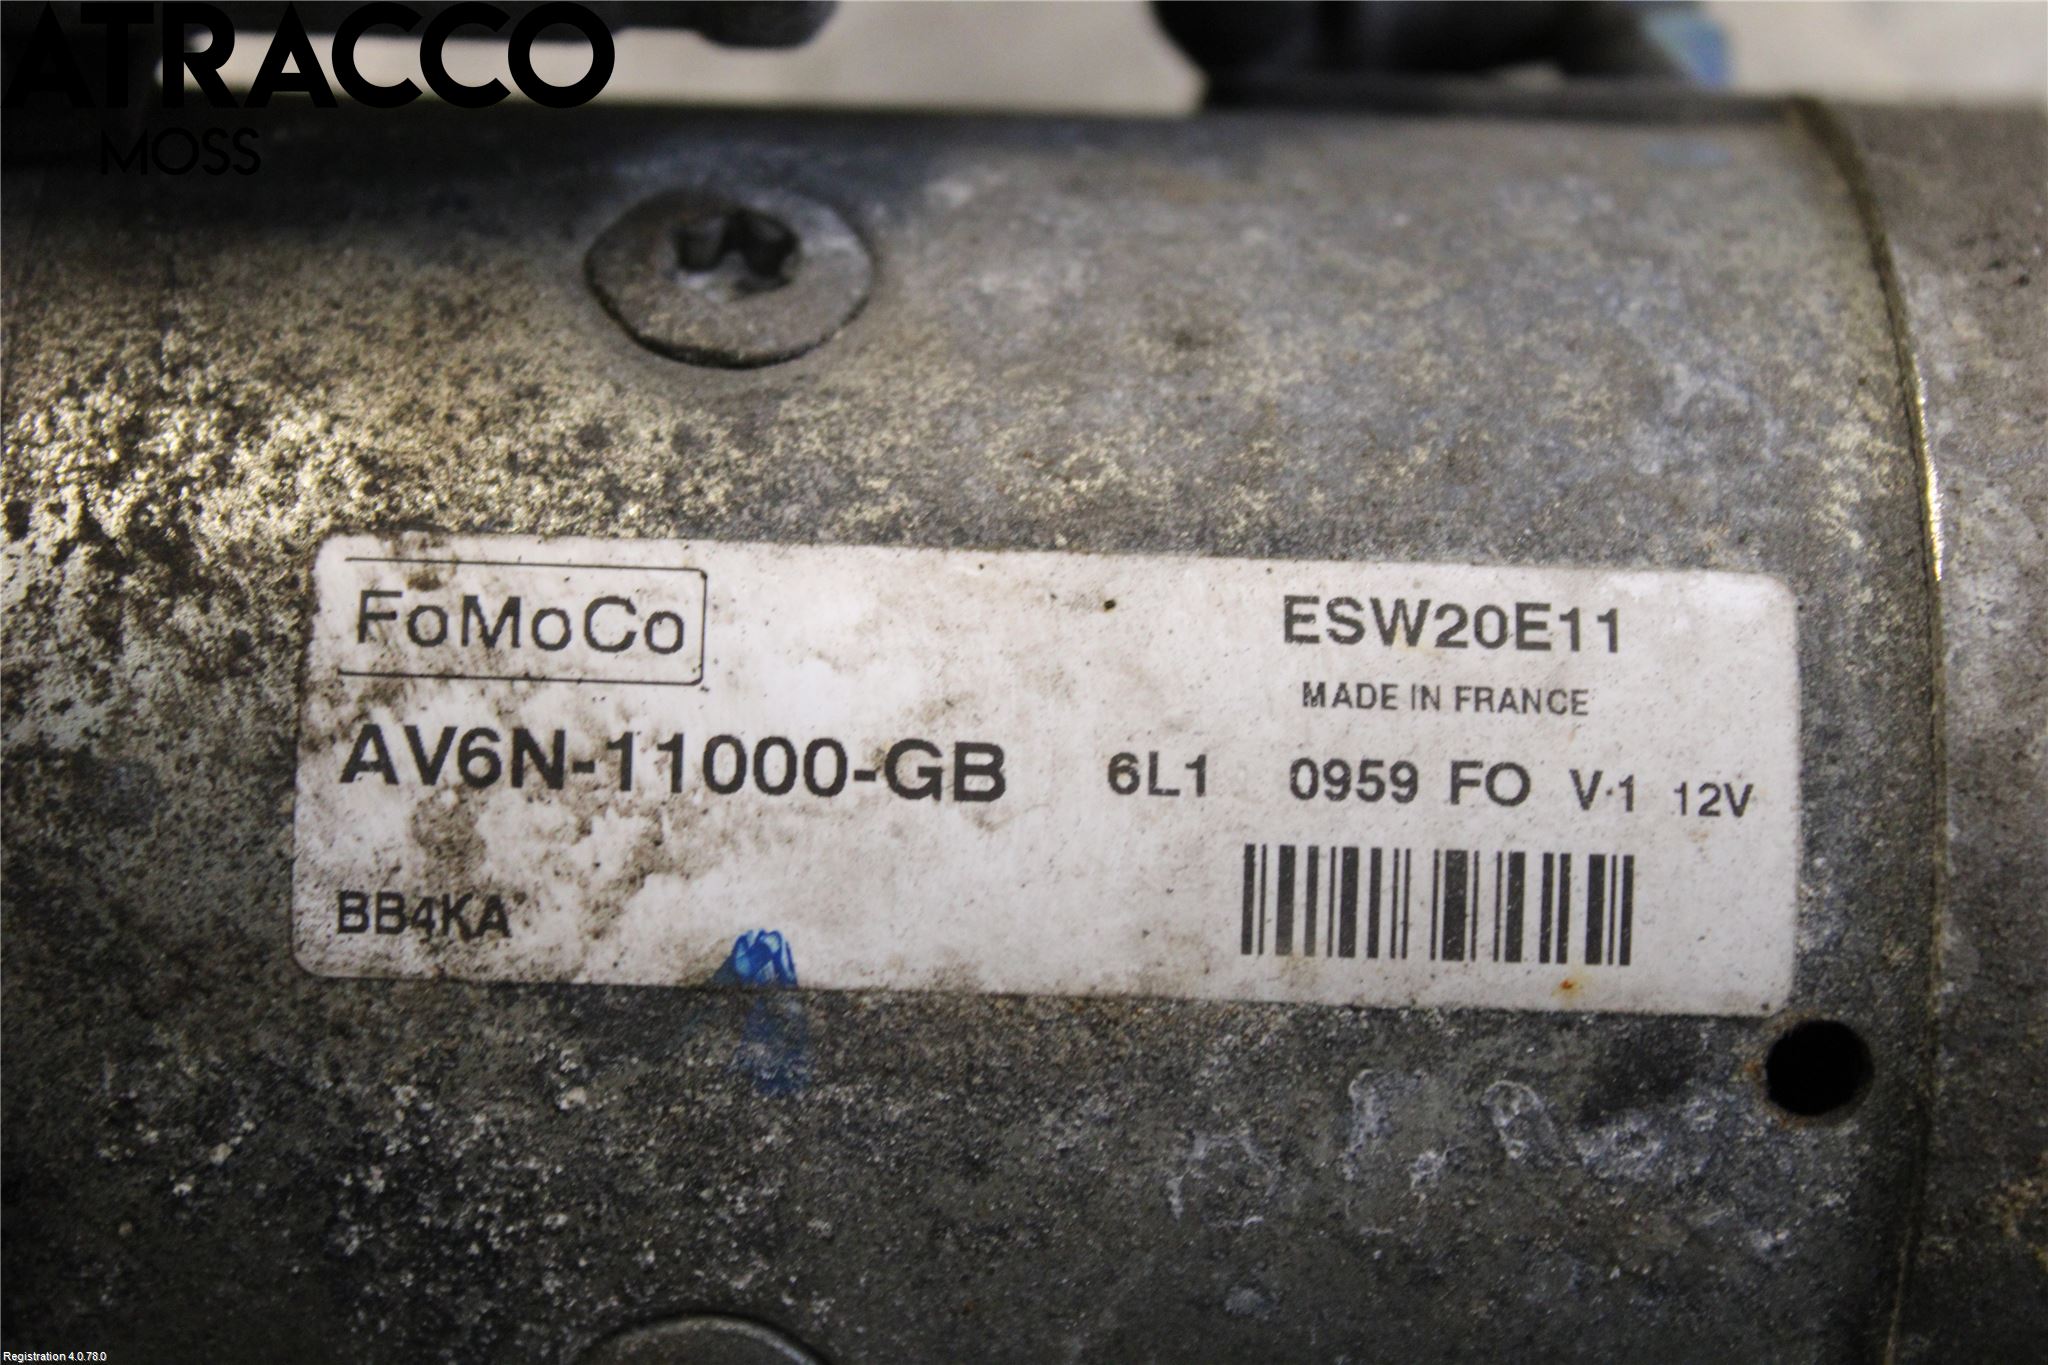 ATRACCO
MOSS
FoMoCo
ESW20E11
MADE IN FRANCE
AV6N-11000-GB 6L1 0959 FO V.1 12V
BB4KA
Registration 4.0.78.0